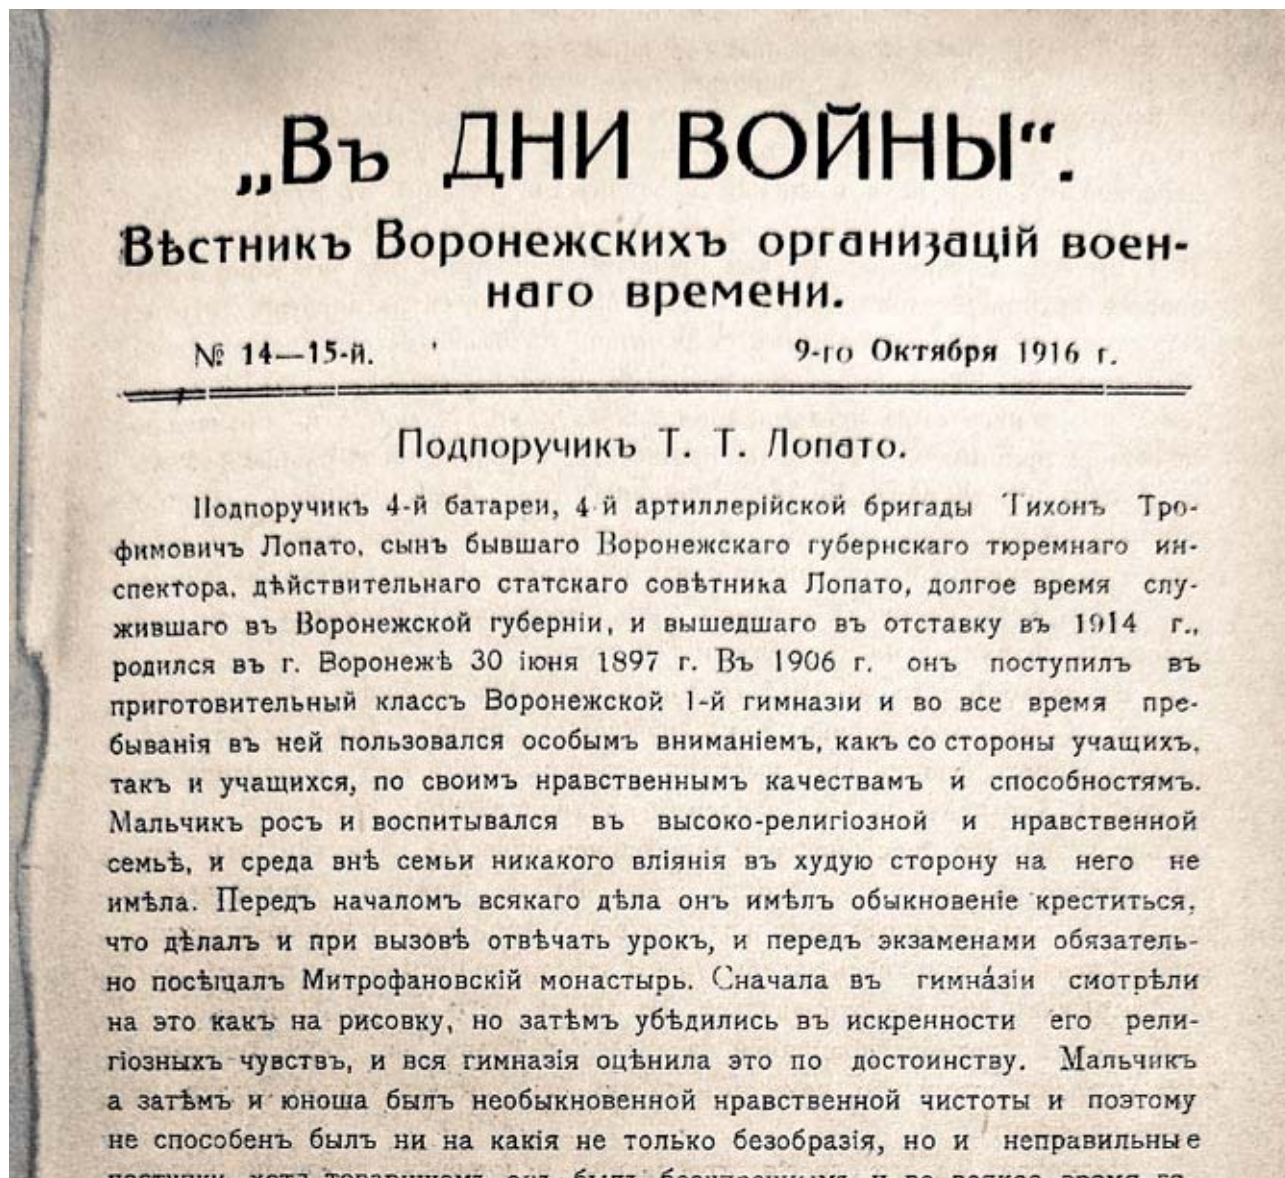 „Въ ДНИ ВОЙНЫ“.
Вѣстникъ Воронежскихъ организацій воен-
наго времени.
№ 14—15-й.
9-го Октября 1916 г.
Подпоручикъ Т. Т. Лопато.
Подпоручикъ 4-й батареи, 4-й артиллерійской бригады Тихонъ Тро-
фимовичъ Лопато, сынъ бывшаго Воронежскаго губернскаго тюремнаго ин-
спектора, дѣйствительнаго статскаго совѣтника Лопато, долгое время слу-
жившаго въ Воронежской губерніи, и вышедшаго въ отставку въ 1914 г.,
родился въ г. Воронежѣ 30 іюня 1897 г. Въ 1906 г. онъ поступилъ въ
приготовительный классъ Воронежской 1-й гимназіи и во все время пре-
быванія въ ней пользовался особымъ вниманіемъ, какъ со стороны учащихъ,
такъ и учащихся, по своимъ нравственнымъ качествамъ и способностямъ.
Мальчикъ росъ и воспитывался въ высоко-религіозной и нравственной
семьѣ, и среда внѣ семьи никакого вліянія въ худую сторону на него не
имѣла. Передъ началомъ всякаго дѣла онъ имѣлъ обыкновеніе креститься,
что дѣлалъ и при вызовѣ отвѣчать урокъ, и передъ экзаменами обязатель-
но посѣщалъ Митрофановскій монастырь. Сначала въ гимна́зіи смотрѣли
на это какъ на рисовку, но затѣмъ убѣдились въ искренности его рели-
гіозныхъ чувствъ, и вся гимназія оцѣнила это по достоинству. Мальчикъ
а затѣмъ и юноша былъ необыкновенной нравственной чистоты и поэтому
не способенъ былъ ни на какія не только безобразія, но и неправильные